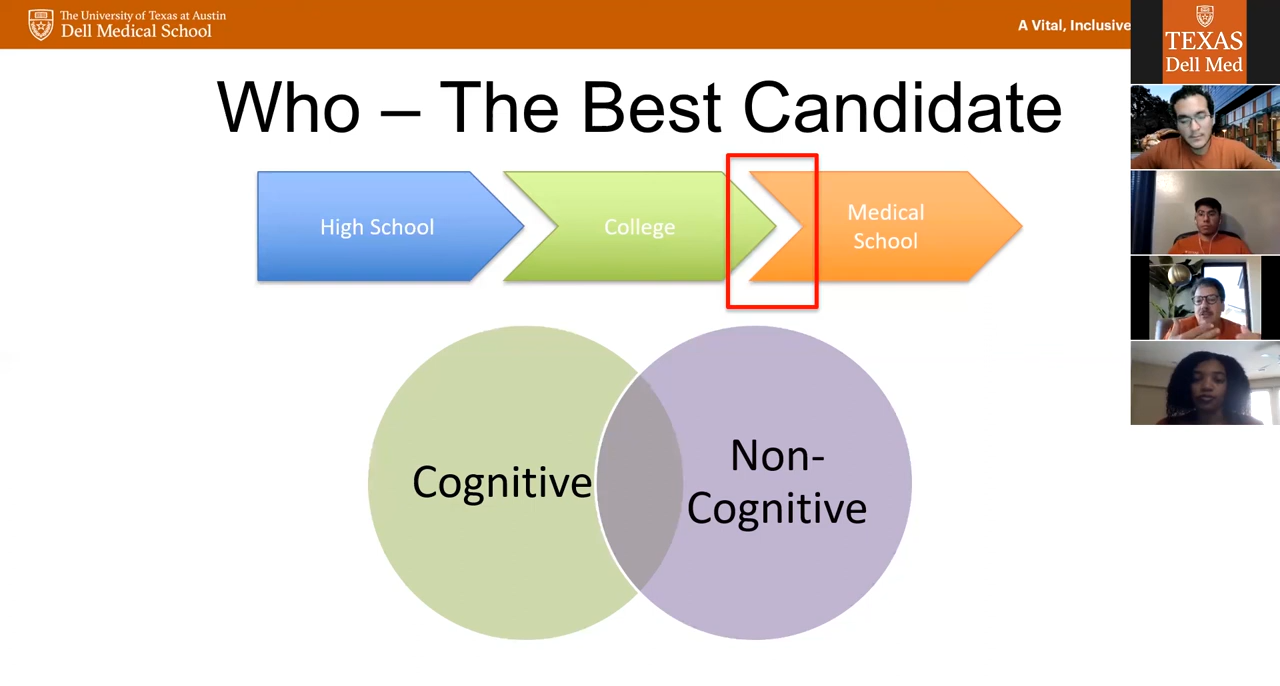 The University of Texas at Austin
Dell Medical School
A Vital, Inclusive
TEXAS
Dell Med
Who – The Best Candidate
High School
College
Medical
School
Cognitive
Non-
Cognitive